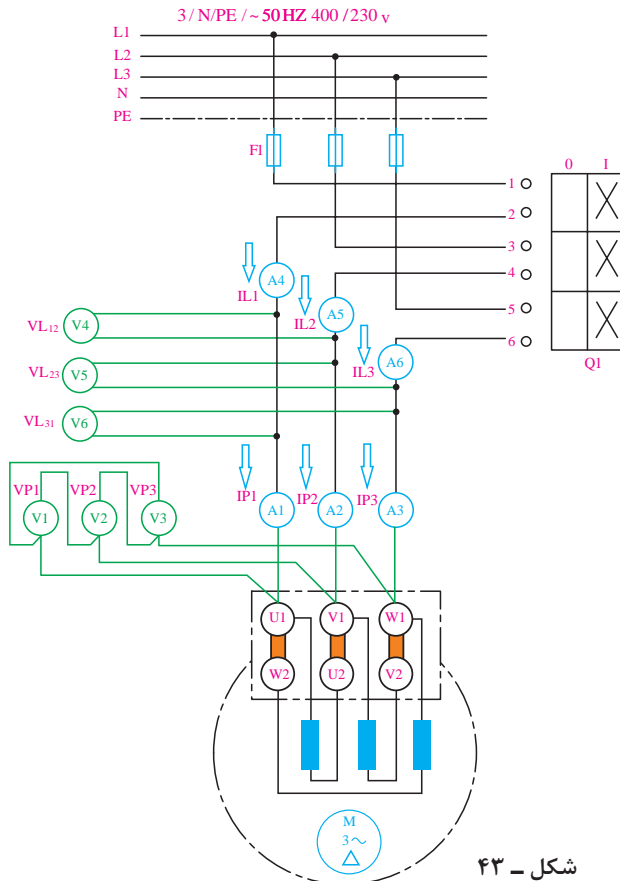 3 / N/PE / ~ 50 HZ 400 / 230 v
L1
L2
L3
N
PE
F1
0 I
1
2
3
4
5
6
Q1
A4
IL1
A5
IL2
A6
IL3
VL12 V4
VL23 V5
VL31 V6
IP1 IP2 IP3
VP1 VP2 VP3
V1 V2 V3
A1 A2 A3
U1 V1 W1
W2 U2 V2
M
3~
شکل ـ ۴۳